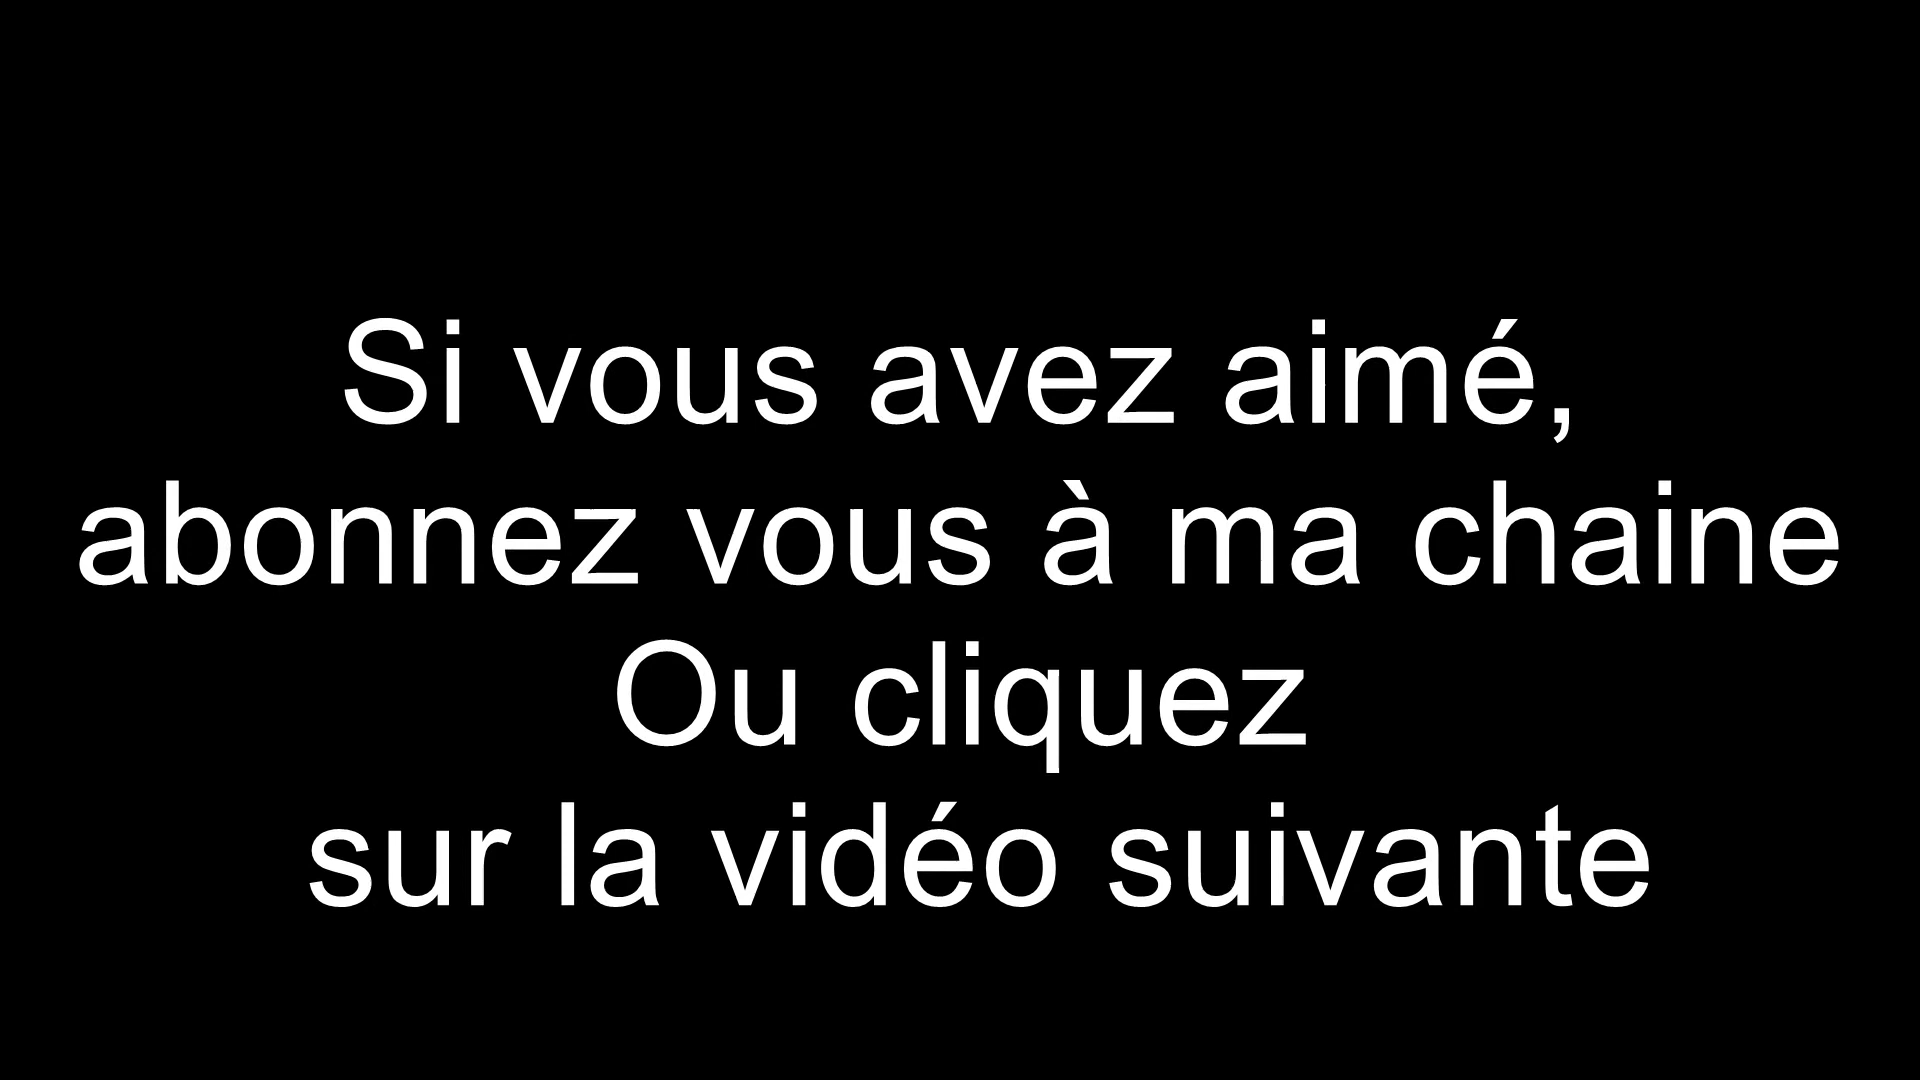 Si vous avez aimé,
abonnez vous à ma chaine
Ou cliquez
sur la vidéo suivante